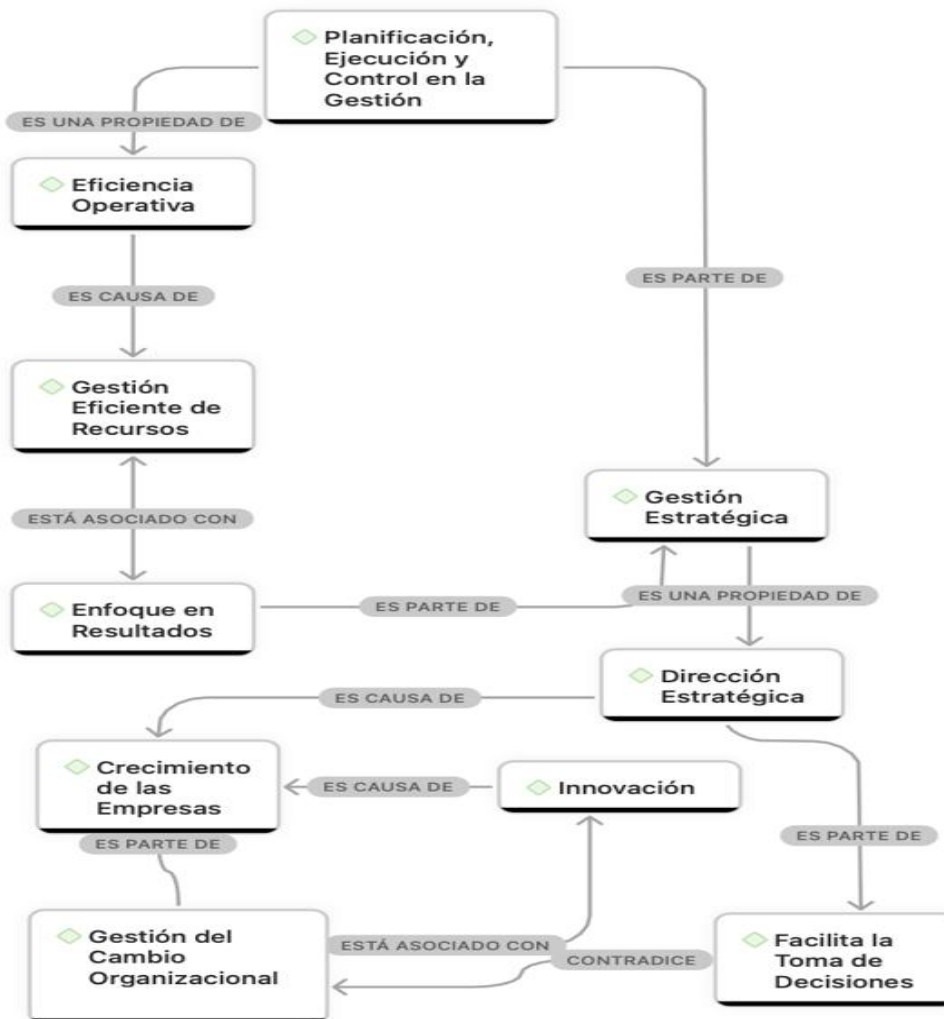 Planificación,
Ejecución y
Control en la
Gestión
ES UNA PROPIEDAD DE
Eficiencia
Operativa
ES PARTE DE
ES CAUSA DE
Gestión
Eficiente de
Recursos
Gestión
Estratégica
ESTÁ ASOCIADO CON
Enfoque en
Resultados
ES PARTE DE
ES UNA PROPIEDAD DE
Dirección
Estratégica
ES CAUSA DE
Crecimiento
de las
Empresas
ES CAUSA DE
Innovación
ES PARTE DE
ES PARTE DE
Gestión del
Cambio
Organizacional
ESTÁ ASOCIADO CON
CONTRADICE
Facilita la
Toma de
Decisiones